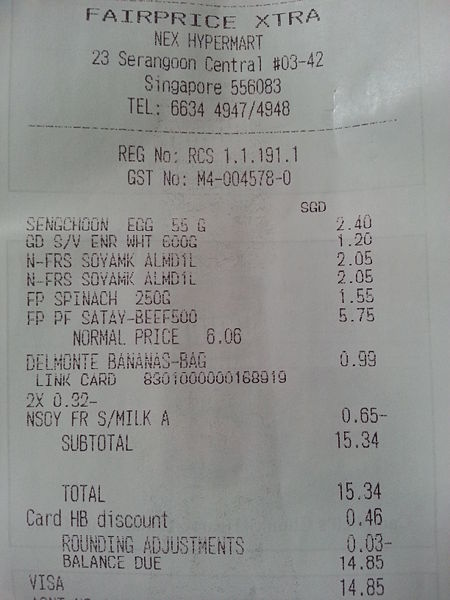 FAIRPRICE XTRA
NEX HYPERMART
23 Serangoon Central #03-42
Singapore 556083
TEL: 6634 4947/4948
REG No: RCS 1.1.191.1
GST No: M4-004578-0
SGD
SENGCHOON EGG 55 G 2.40
GD S/V ENR WHT 600G 1.20
N-FRS SOYAMK ALMD1L 2.05
N-FRS SOYAMK ALMD1L 2.05
FP SPINACH 250G 1.55
FP PF SATAY-BEEF500 5.75
NORMAL PRICE 6.06
DELMONTE BANANAS-BAG 0.99
LINK CARD 8301000000168919
2X 0.32-
NSOY FR S/MILK A 0.65-
SUBTOTAL 15.34
TOTAL 15.34
Card HB discount 0.46
ROUNDING ADJUSTMENTS 0.03-
BALANCE DUE 14.85
VISA 14.85